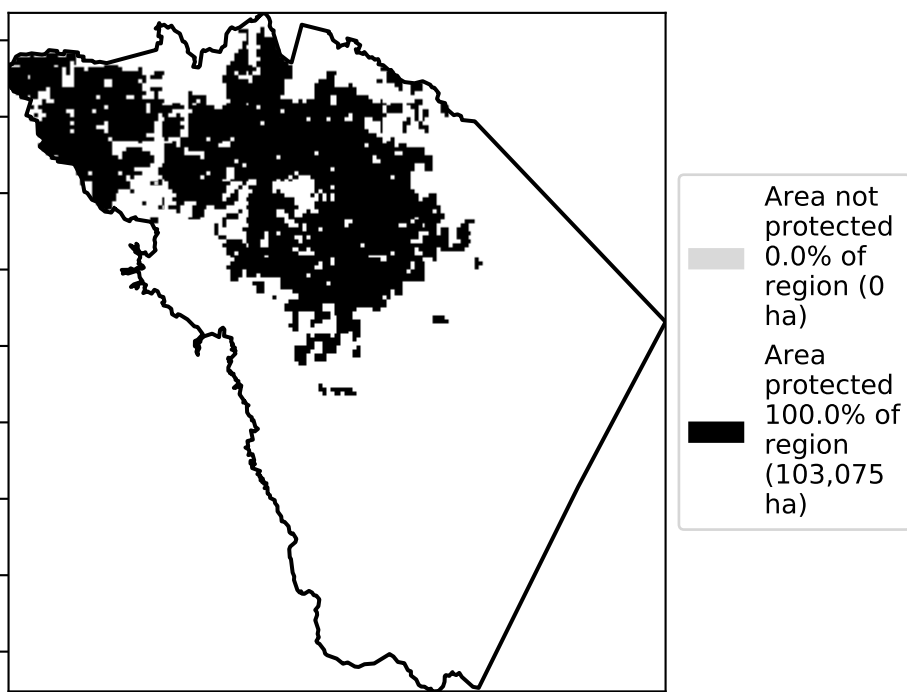 Area not
protected
0.0% of
region (0
ha)
Area
protected
100.0% of
region
(103,075
ha)